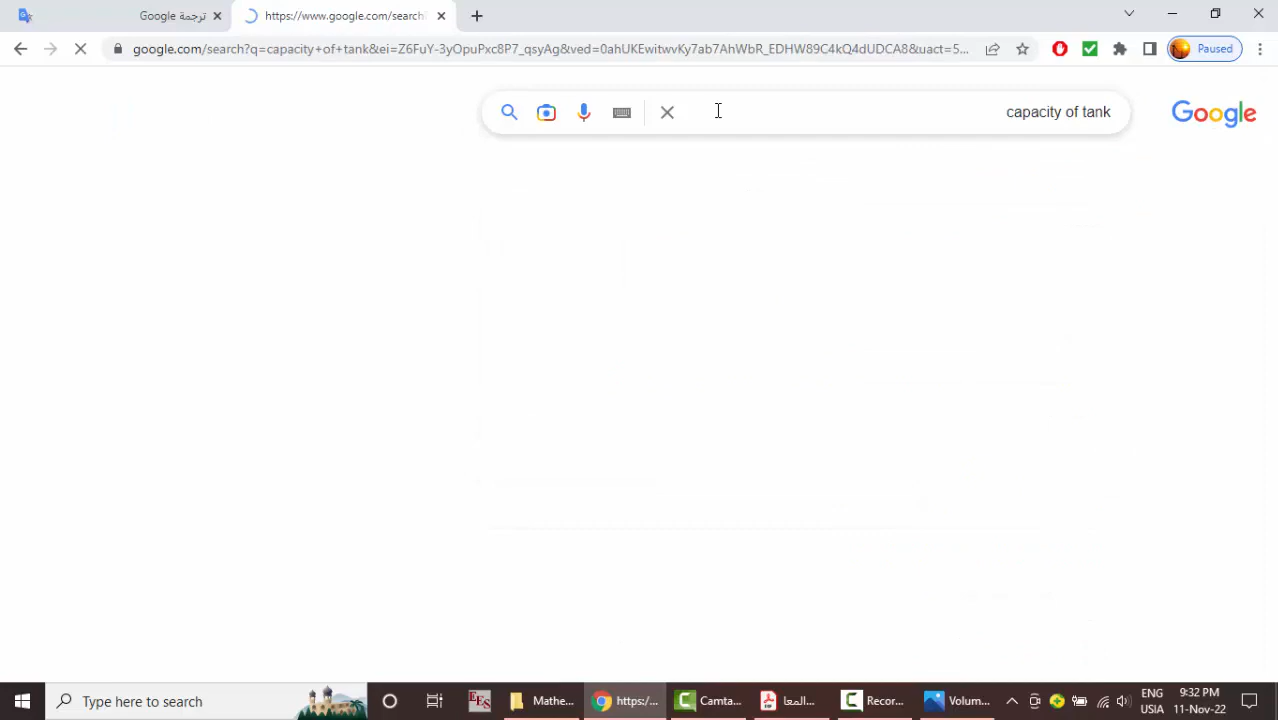 ترجمة Google
https://www.google.com/search?
google.com/search?q=capacity+of+tank&ei=Z6FuY-3yOpuPxc8P7_qsyAg&ved=0ahUKEwitwvKy7ab7AhWbR_EDHW89C4kQ4dUDCA8&uact=5...
Paused
capacity of tank
Google
Type here to search
EES
Mathe...
https:/...
Camta...
المعا...
Recor...
Volum...
ENG
USA
9:32 PM
11-Nov-22